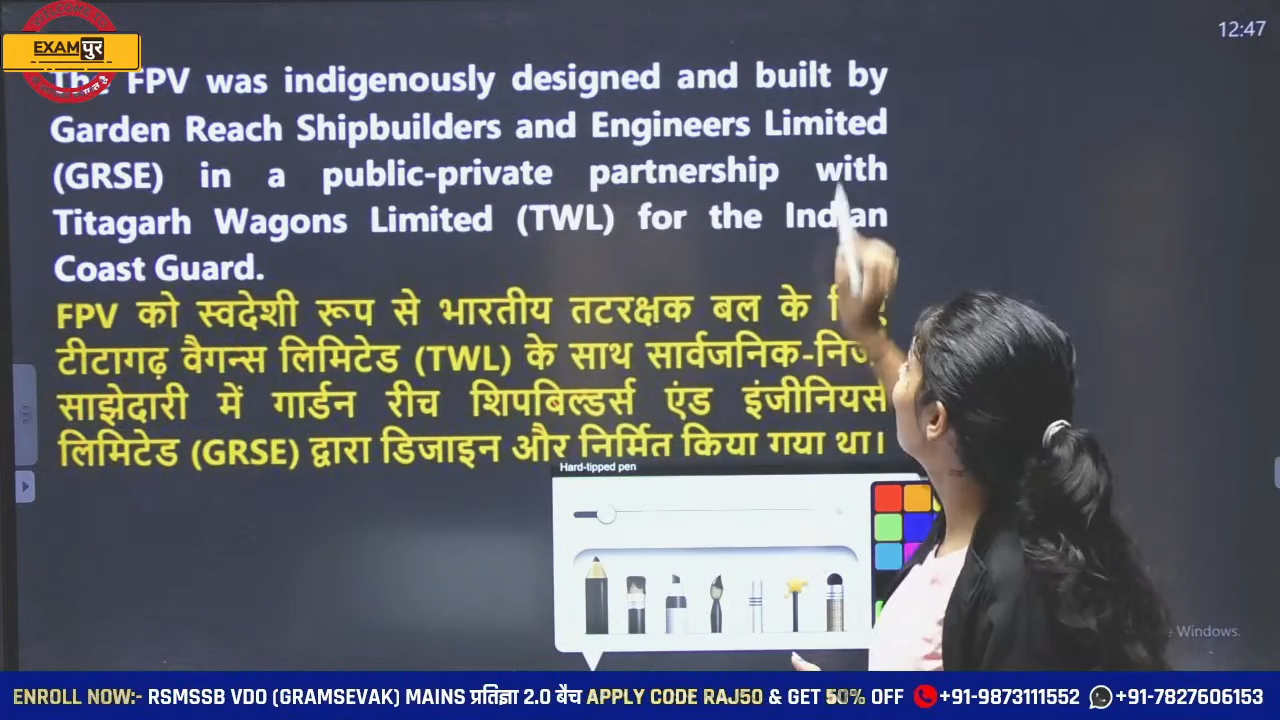 EXAMपुर
12:47
The FPV was indigenously designed and built by
Garden Reach Shipbuilders and Engineers Limited
(GRSE) in a public-private partnership with
Titagarh Wagons Limited (TWL) for the Indian
Coast Guard.
FPV को स्वदेशी रूप से भारतीय तटरक्षक बल के
टीटागढ़ वैगन्स लिमिटेड (TWL) के साथ सार्वजनिक-निजी
साझेदारी में गार्डन रीच शिपबिल्डर्स एंड इंजीनियर्स
लिमिटेड (GRSE) द्वारा डिजाइन और निर्मित किया गया था।
Hard-tipped pen
Windows.
ENROLL NOW:- RSMSSB VDO (GRAMSEVAK) MAINS प्रतिज्ञा 2.0 बैच APPLY CODE RAJ50 & GET 50% OFF +91-9873111552 +91-7827606153